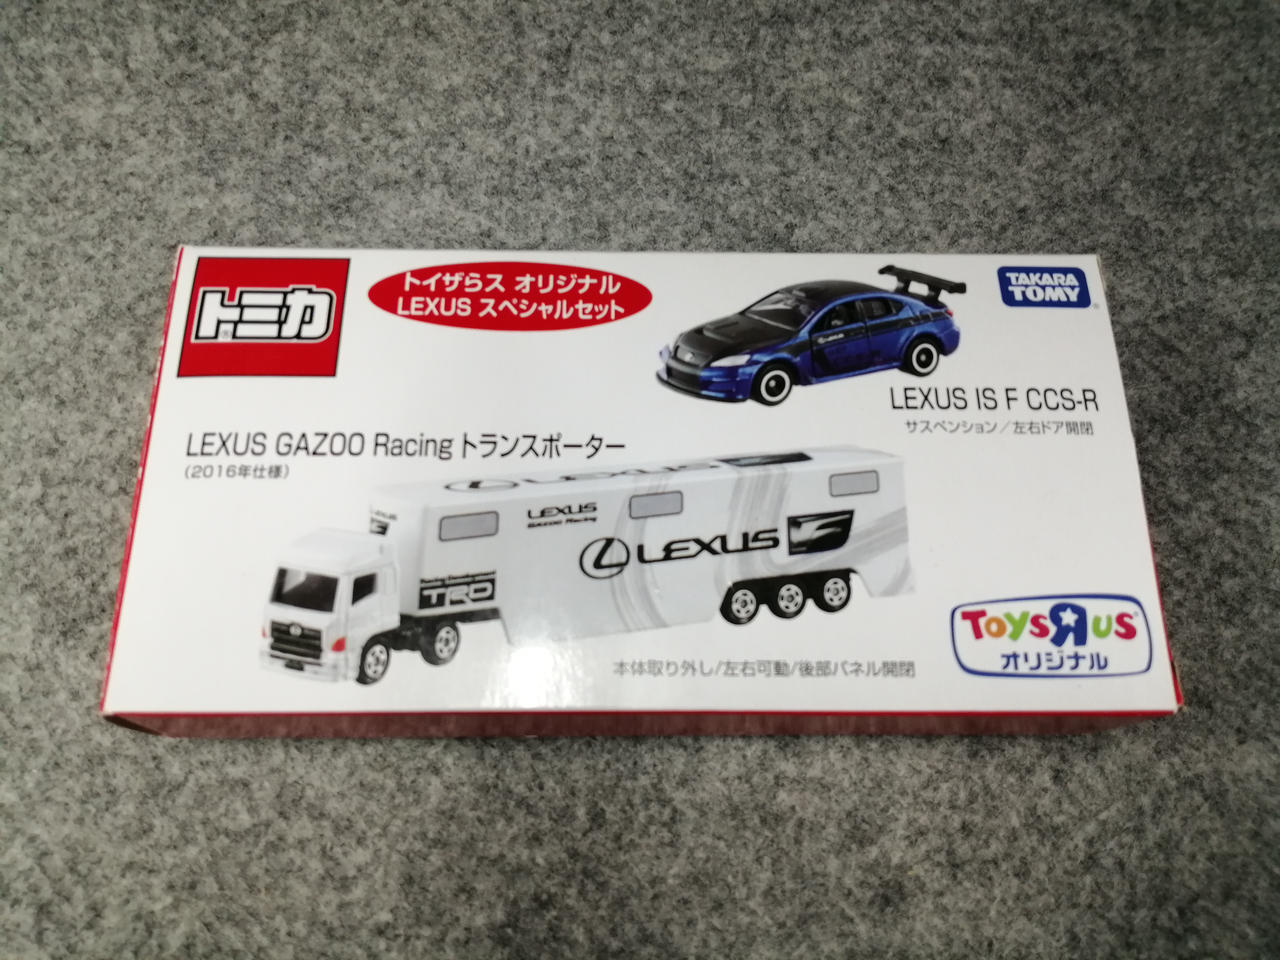 トミカ
トイザらス オリジナル
LEXUS スペシャルセット
TAKARA
TOMY
LEXUS IS F CCS-R
サスペンション/左右ドア開閉
LEXUS GAZOO Racing トランスポーター
(2016年仕様)
LEXUS
LEXUS
GAZOO Racing
LEXUS
TRD
本体取り外し/左右可動/後部パネル開閉
TOYSЯUS
オリジナル